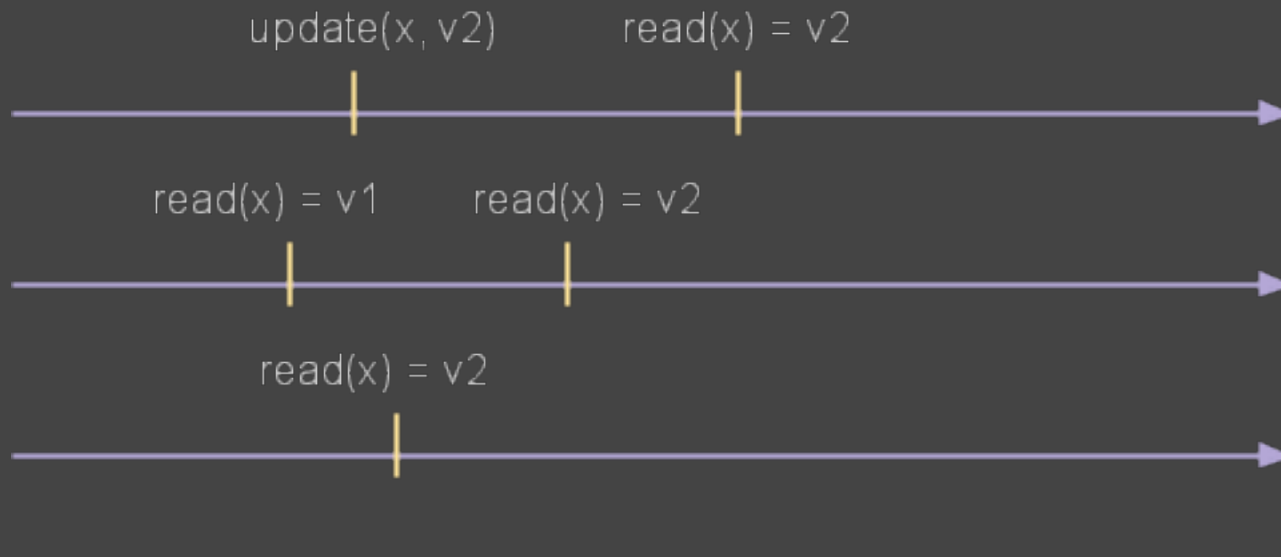 update(x, v2) read(x) = v2
read(x) = v1 read(x) = v2
read(x) = v2